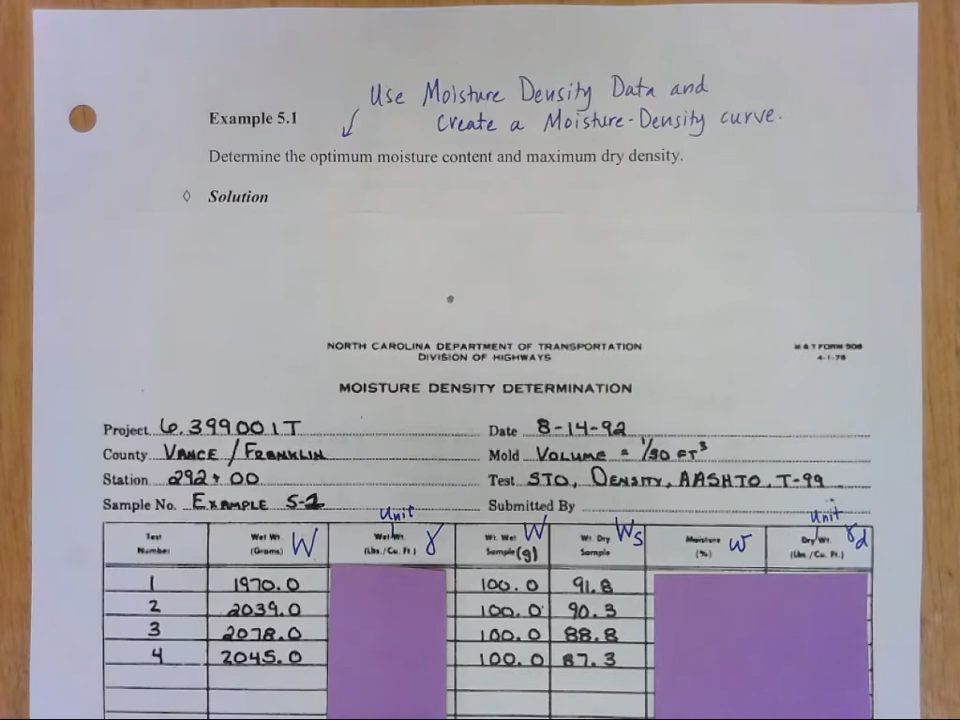 Use Moisture Density Data and
Example 5.1 create a Moisture-Density curve.
Determine the optimum moisture content and maximum dry density.
◊ Solution
NORTH CAROLINA DEPARTMENT OF TRANSPORTATION M & T FORM 508
DIVISION OF HIGHWAYS 4-1-78
MOISTURE DENSITY DETERMINATION
Project 6.399001T Date 8-14-92
County VANCE / FRANKLIN Mold VOLUME = 1/30 FT³
Station 292+00 Test STD, DENSITY, AASHTO, T-99
Sample No. EXAMPLE 5-1 Submitted By
Unit Unit
Test Wet Wt. W Wet Wt. γ Wt. Wet W Wt. Dry Ws Moisture w Dry Wt. γd
Number (Grams) (Lbs./Cu. Ft.) Sample (g) Sample (%) (Lbs./Cu. Ft.)
1 1970.0 100.0 91.8
2 2039.0 100.0 90.3
3 2078.0 100.0 88.8
4 2045.0 100.0 87.3